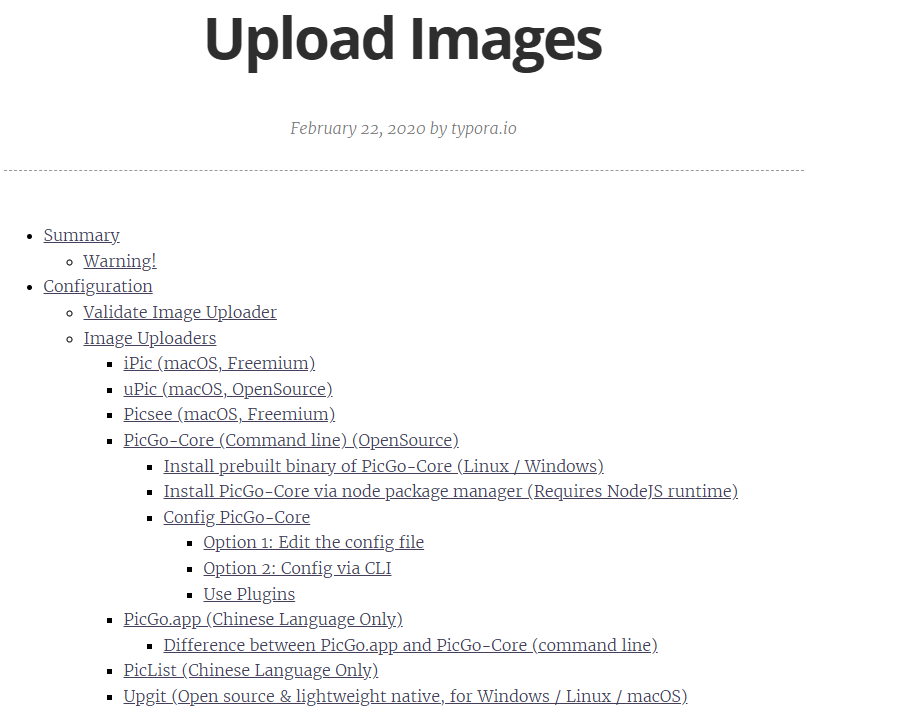 Upload Images
February 22, 2020 by typora.io
Summary
Warning!
Configuration
Validate Image Uploader
Image Uploaders
iPic (macOS, Freemium)
uPic (macOS, OpenSource)
Picsee (macOS, Freemium)
PicGo-Core (Command line) (OpenSource)
Install prebuilt binary of PicGo-Core (Linux / Windows)
Install PicGo-Core via node package manager (Requires NodeJS runtime)
Config PicGo-Core
Option 1: Edit the config file
Option 2: Config via CLI
Use Plugins
PicGo.app (Chinese Language Only)
Difference between PicGo.app and PicGo-Core (command line)
PicList (Chinese Language Only)
Upgit (Open source & lightweight native, for Windows / Linux / macOS)